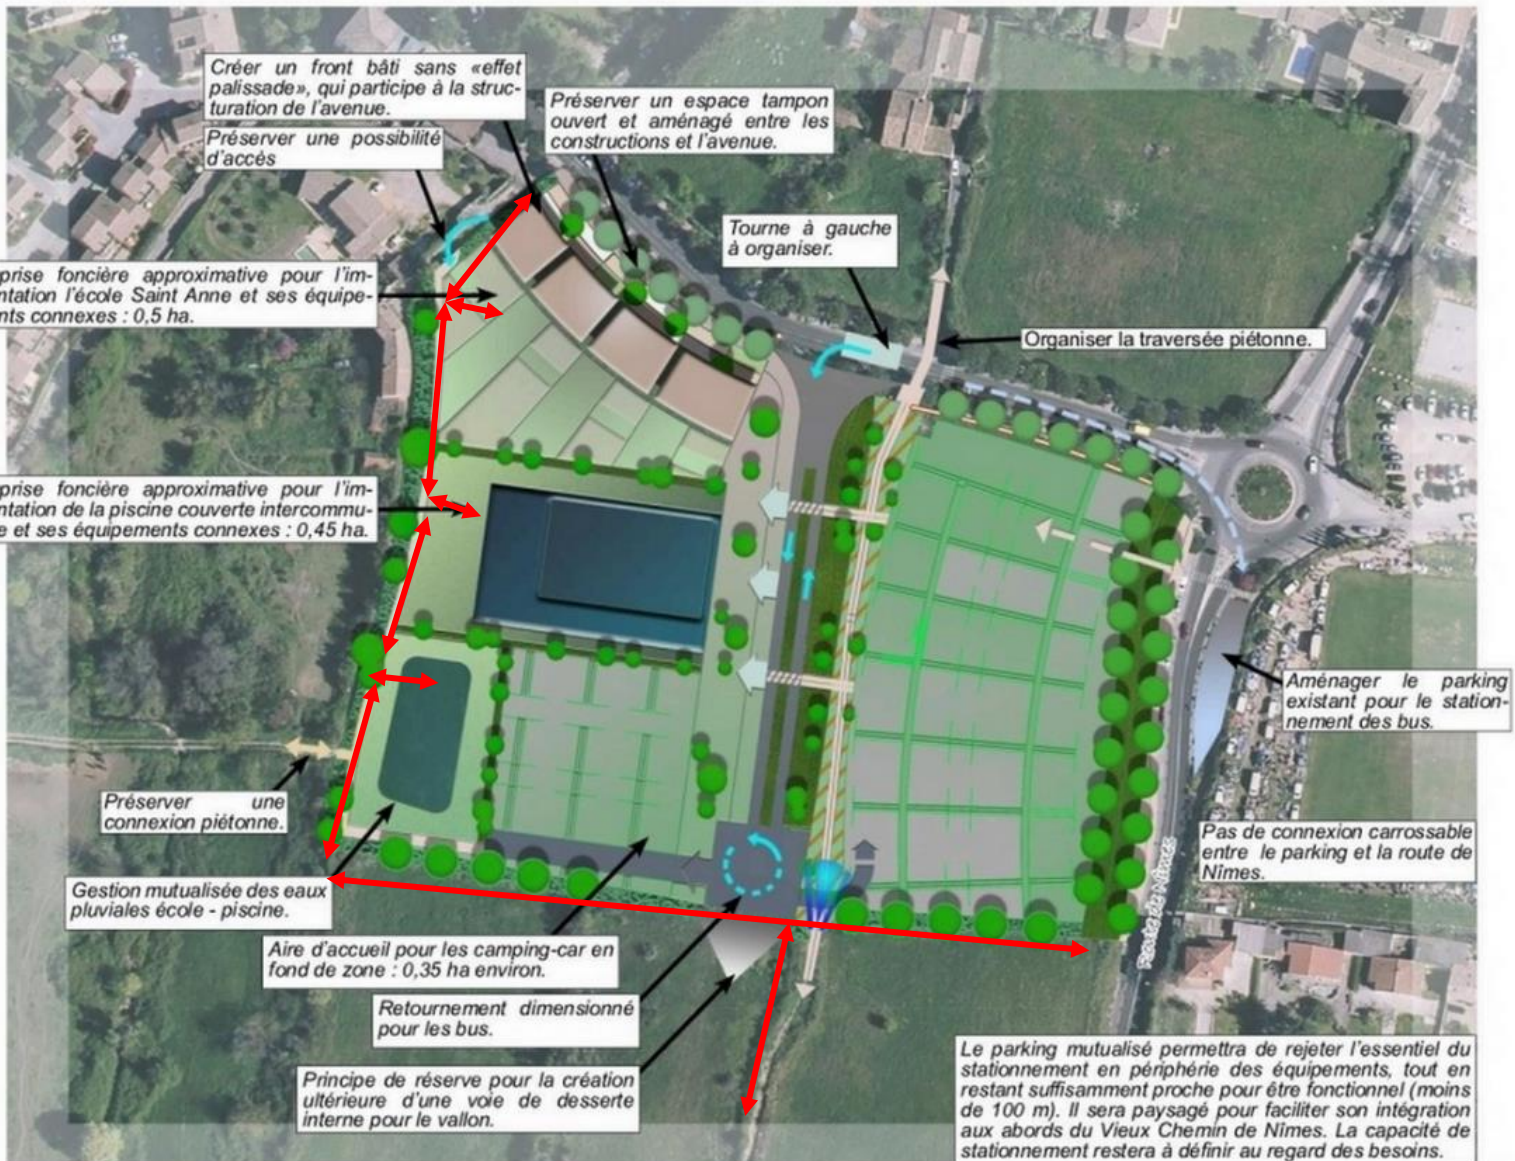 Créer un front bâti sans «effet
palissade», qui participe à la struc-
turation de l'avenue.
Préserver une possibilité
d'accès
Préserver un espace tampon
ouvert et aménagé entre les
constructions et l'avenue.
Tourne à gauche
à organiser.
prise foncière approximative pour l'im-
ntation l'école Saint Anne et ses équipe-
nts connexes : 0,5 ha.
Organiser la traversée piétonne.
prise foncière approximative pour l'im-
ntation de la piscine couverte intercommu-
e et ses équipements connexes : 0,45 ha.
Aménager le parking
existant pour le station-
nement des bus.
Préserver une
connexion piétonne.
Pas de connexion carrossable
entre le parking et la route de
Nîmes.
Gestion mutualisée des eaux
pluviales école - piscine.
Aire d'accueil pour les camping-car en
fond de zone : 0,35 ha environ.
Retournement dimensionné
pour les bus.
Principe de réserve pour la création
ultérieure d'une voie de desserte
interne pour le vallon.
Route de Nîmes
Le parking mutualisé permettra de rejeter l'essentiel du
stationnement en périphérie des équipements, tout en
restant suffisamment proche pour être fonctionnel (moins
de 100 m). Il sera paysagé pour faciliter son intégration
aux abords du Vieux Chemin de Nîmes. La capacité de
stationnement restera à définir au regard des besoins.